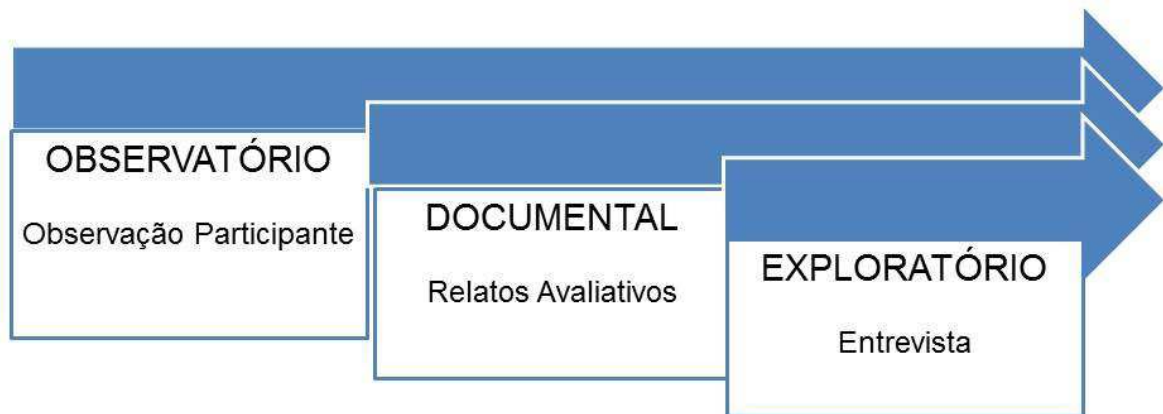 OBSERVATÓRIO
Observação Participante
DOCUMENTAL
Relatos Avaliativos
EXPLORATÓRIO
Entrevista